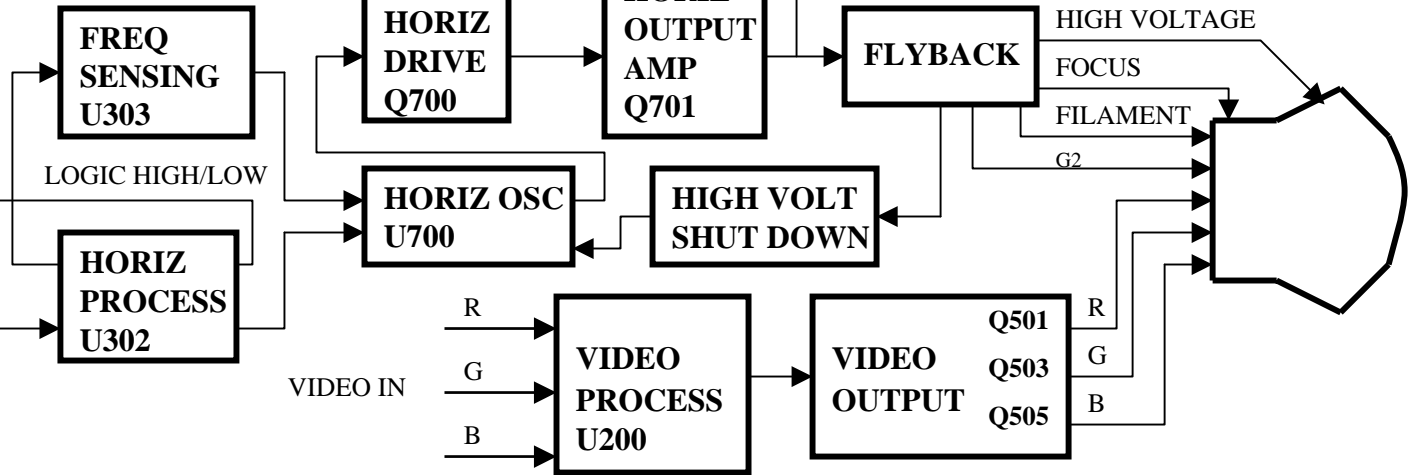 FREQ
SENSING
U303
HORIZ
DRIVE
Q700
OUTPUT
AMP
Q701
FLYBACK
HIGH VOLTAGE
FOCUS
FILAMENT
G2
LOGIC HIGH/LOW
HORIZ OSC
U700
HIGH VOLT
SHUT DOWN
HORIZ
PROCESS
U302
VIDEO IN
R
G
B
VIDEO
PROCESS
U200
VIDEO
OUTPUT
Q501
Q503
Q505
R
G
B